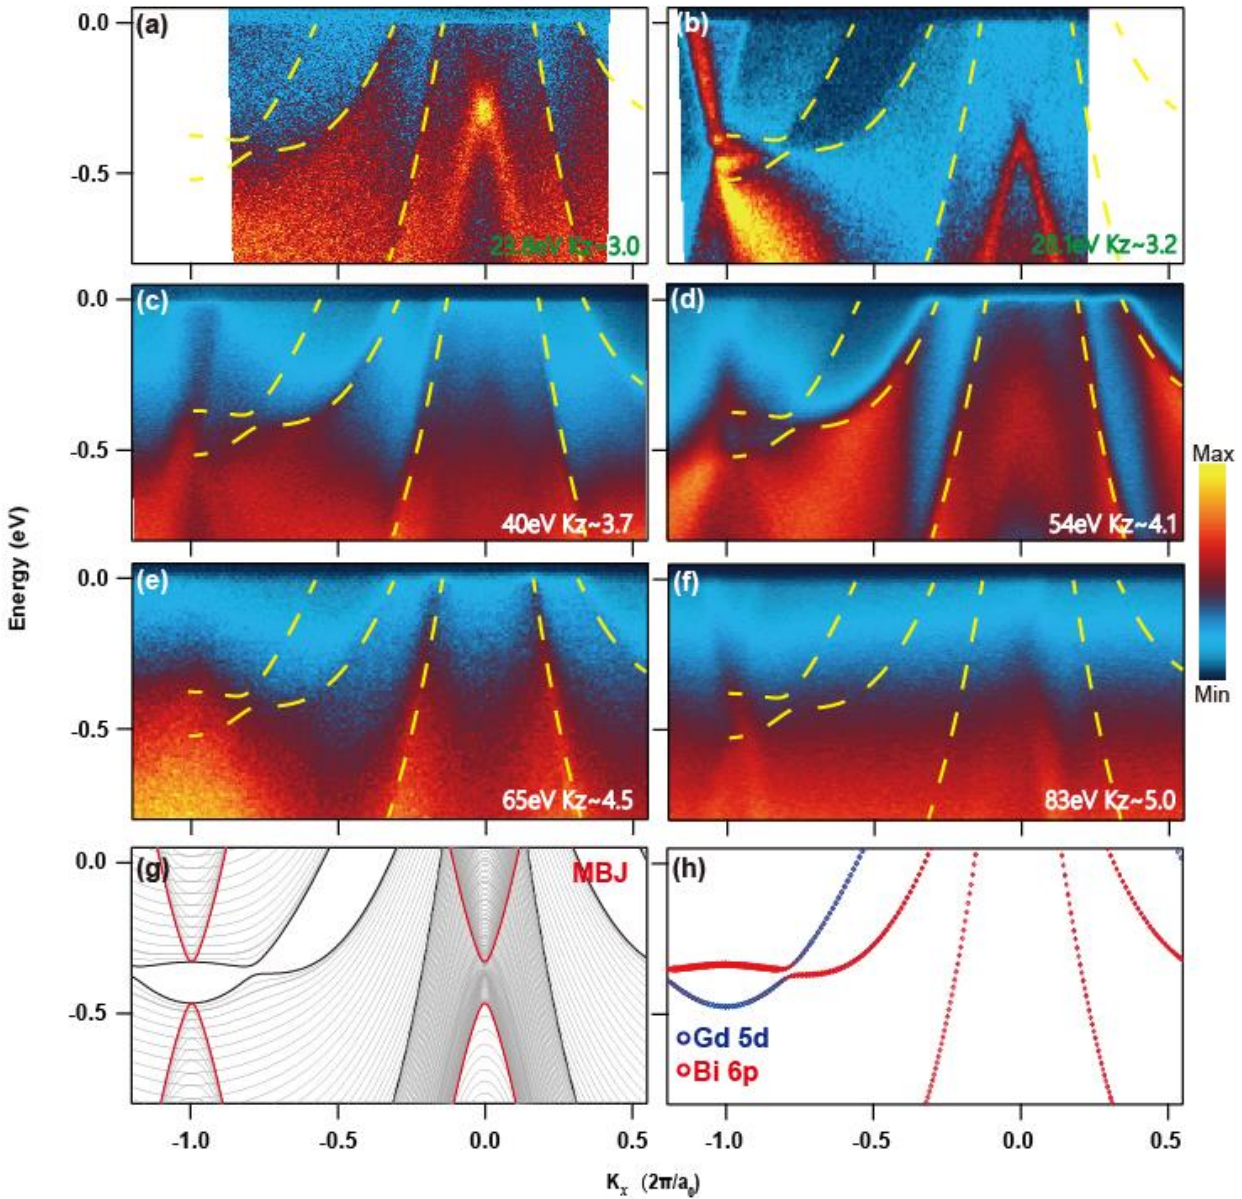 (a)
(b)
0.0
-0.5
23.8eV Kz~3.0
28.1eV Kz~3.2
(c)
(d)
0.0
-0.5
40eV Kz~3.7
54eV Kz~4.1
Max
Min
Energy (eV)
(e)
(f)
0.0
-0.5
65eV Kz~4.5
83eV Kz~5.0
(g)
MBJ
(h)
0.0
-0.5
Gd 5d
Bi 6p
-1.0 -0.5 0.0 0.5
-1.0 -0.5 0.0 0.5
Kₓ (2π/a₀)